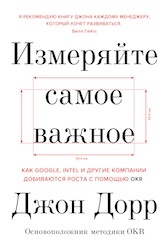 Я РЕКОМЕНДУЮ КНИГУ ДЖОНА КАЖДОМУ МЕНЕДЖЕРУ,
КОТОРЫЙ ХОЧЕТ РАЗВИВАТЬСЯ.
Билл Гейтс
Измеряйте
самое
важное
КАК GOOGLE, INTEL И ДРУГИЕ КОМПАНИИ
ДОБИВАЮТСЯ РОСТА С ПОМОЩЬЮ OKR
Джон Дорр
Основоположник методики OKR